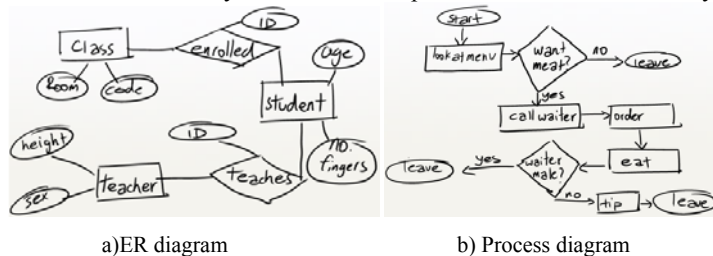 ID
class
enrolled
age
Room
code
student
ID
height
no.
fingers
teacher
teaches
sex
start
look at menu
want
meat?
no
leave
yes
call waiter
order
leave
yes
waiter
male?
eat
no
tip
leave
a)ER diagram
b) Process diagram